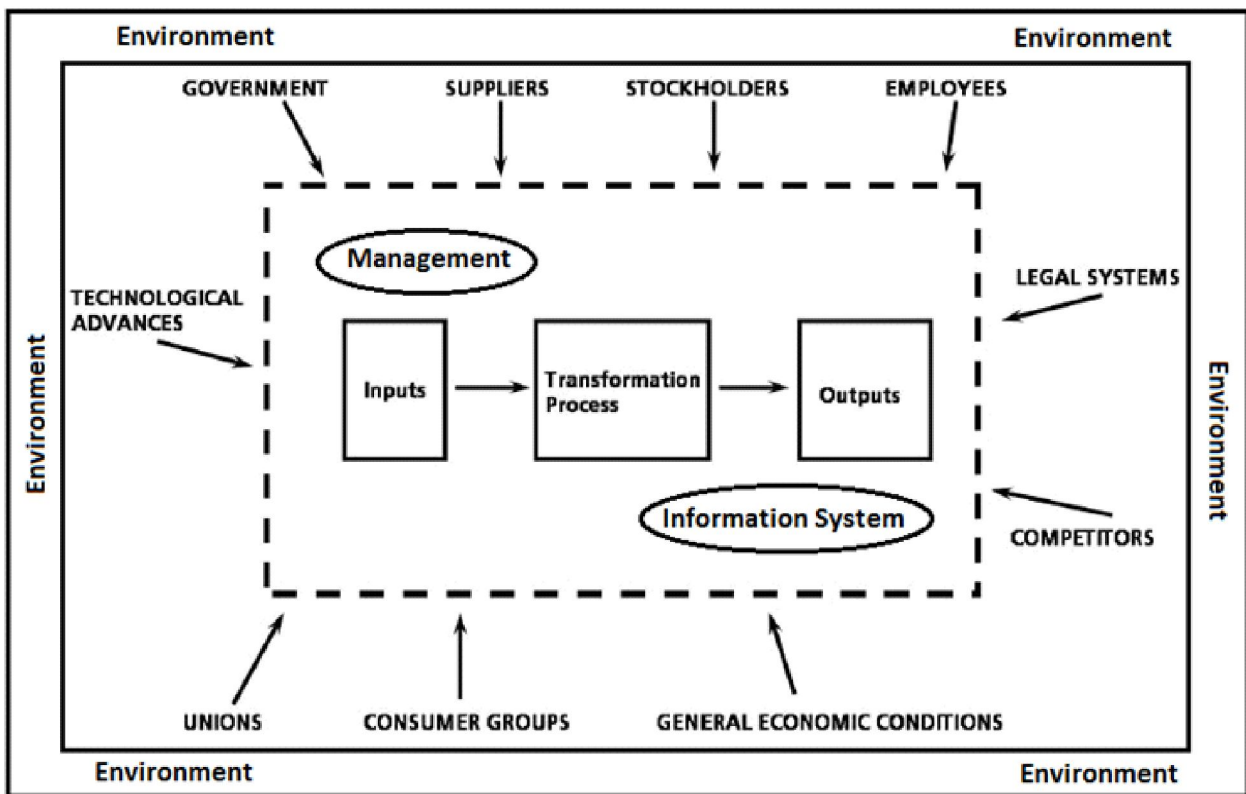 Environment
Environment
GOVERNMENT
SUPPLIERS
STOCKHOLDERS
EMPLOYEES
Management
LEGAL SYSTEMS
TECHNOLOGICAL
ADVANCES
Environment
Inputs
Transformation
Process
Outputs
Environment
Information System
COMPETITORS
UNIONS
CONSUMER GROUPS
GENERAL ECONOMIC CONDITIONS
Environment
Environment